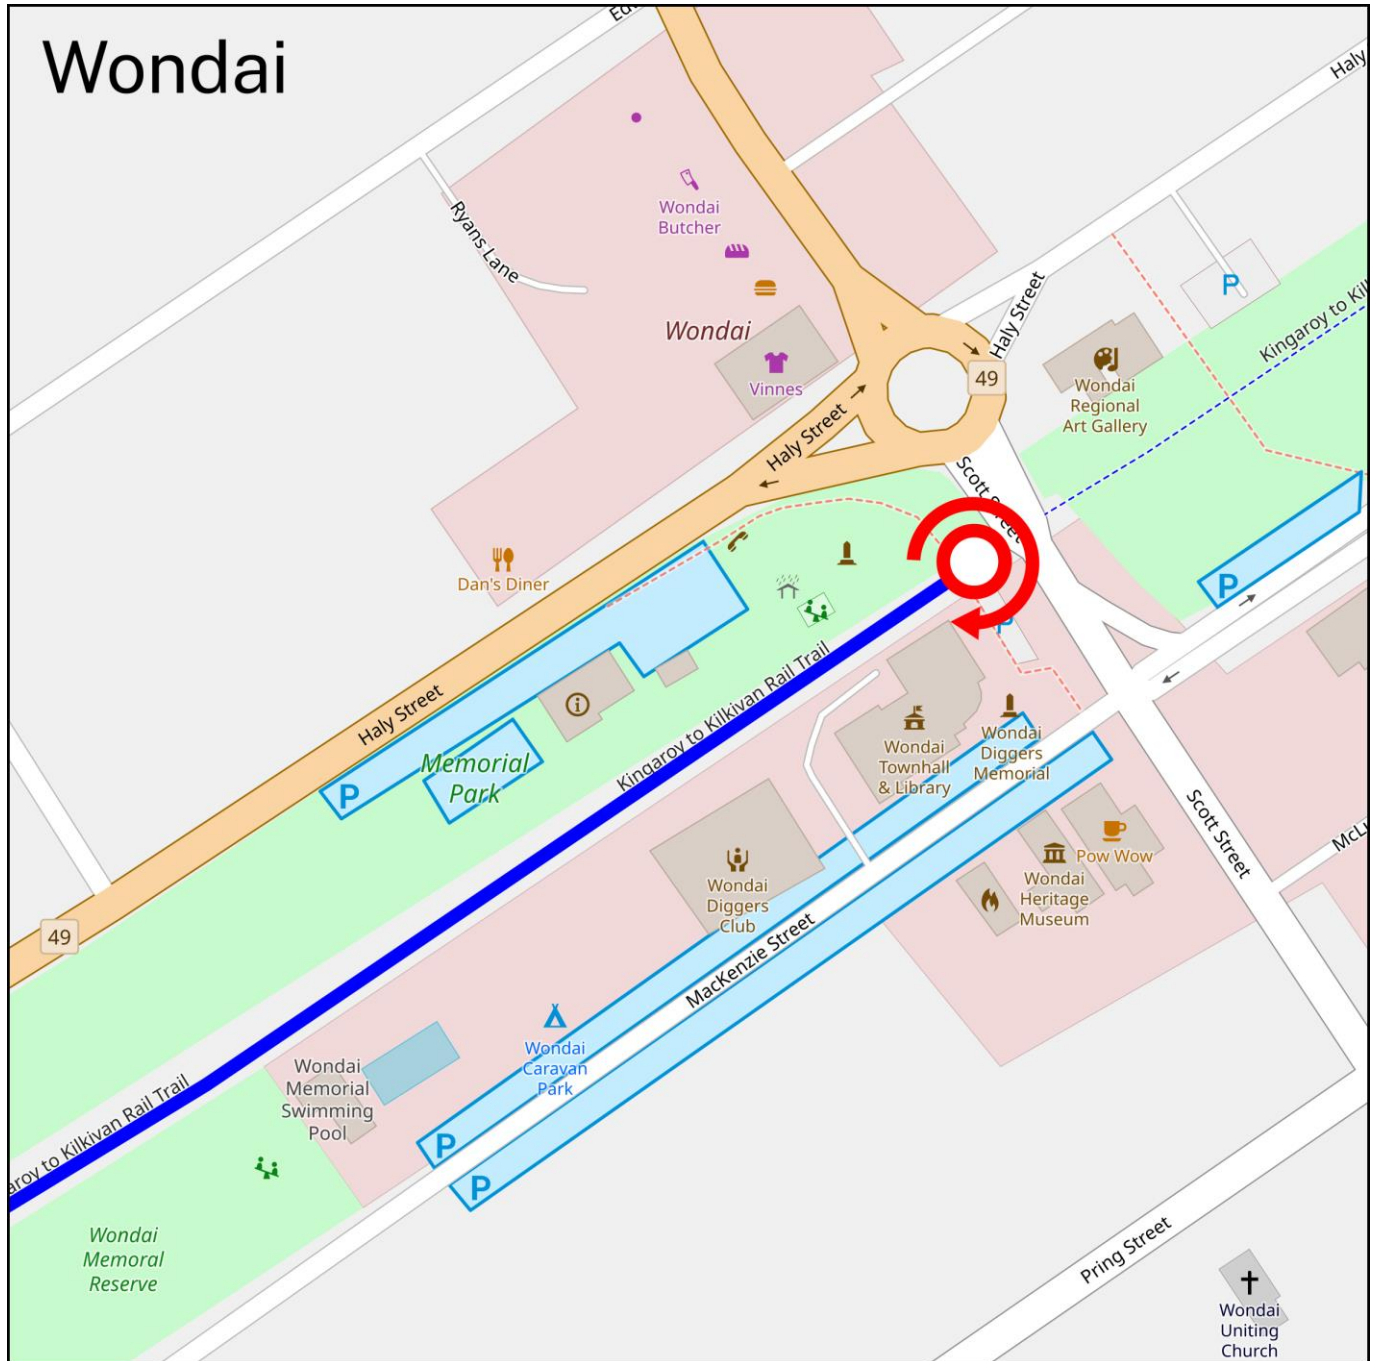 Wondai
Haly
Wondai
Butcher
Ryans Lane
Haly Street
P
Kingaroy to Kil
Wondai
49
Vinnes
Wondai
Regional
Art Gallery
Haly Street
Scott Street
Dan's Diner
P
P
Haly Street
Kingaroy to Kilkivan Rail Trail
i
Memorial
Park
P
Wondai
Townhall
& Library
Wondai
Diggers
Memorial
Scott Street
Pow Wow
Wondai
Diggers
Club
Wondai
Heritage
Museum
49
MacKenzie Street
Wondai
Caravan
Park
Wondai
Memorial
Swimming
Pool
aroy to Kilkivan Rail Trail
P
P
Wondai
Memoral
Reserve
Pring Street
Wondai
Uniting
Church